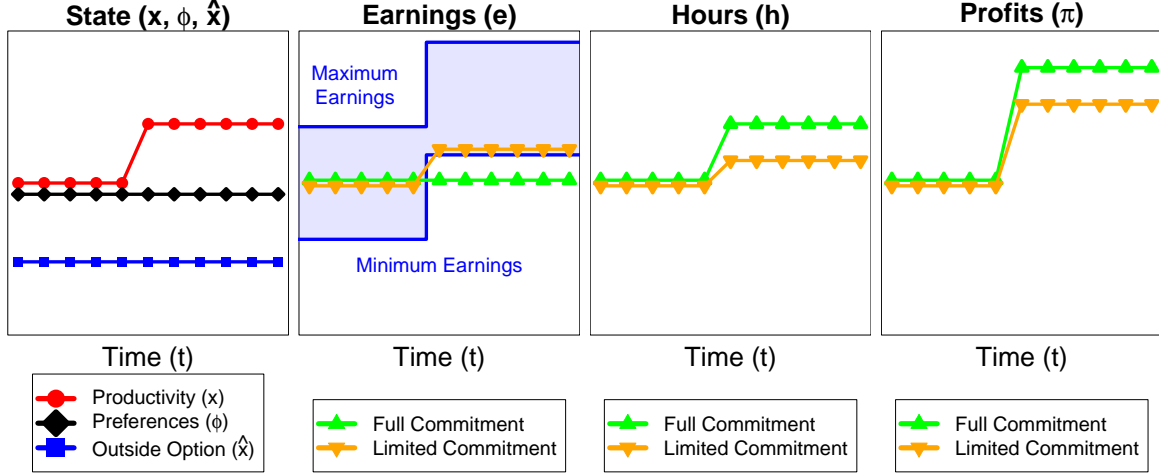 State (x, ϕ, x̂)
Earnings (e)
Hours (h)
Profits (π)
Maximum
Earnings
Minimum Earnings
Time (t)
Time (t)
Time (t)
Time (t)
Productivity (x)
Preferences (ϕ)
Outside Option (x̂)
Full Commitment
Limited Commitment
Full Commitment
Limited Commitment
Full Commitment
Limited Commitment